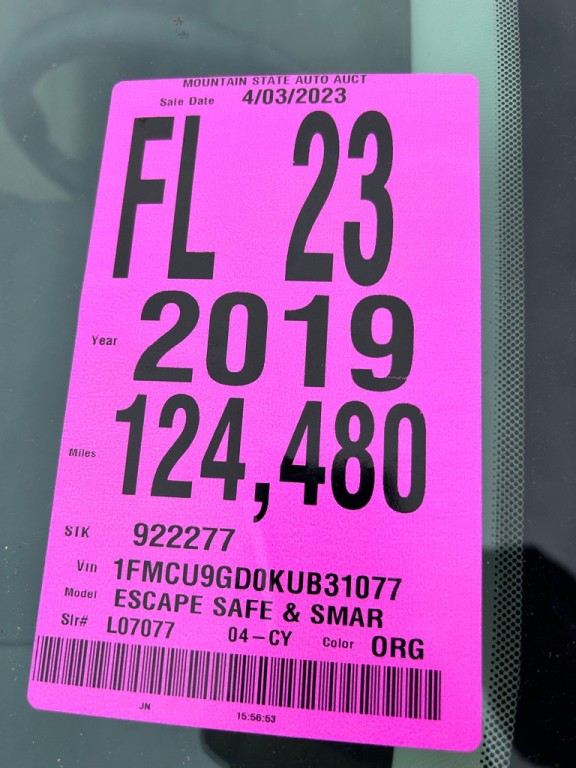 MOUNTAIN STATE AUTO AUCT
Sale Date 4/03/2023
FL 23
Year 2019
Miles 124,480
STK 922277
Vin 1FMCU9GD0KUB31077
Model ESCAPE SAFE & SMAR
Slr# L07077 04-CY Color ORG
JN 15:56:53